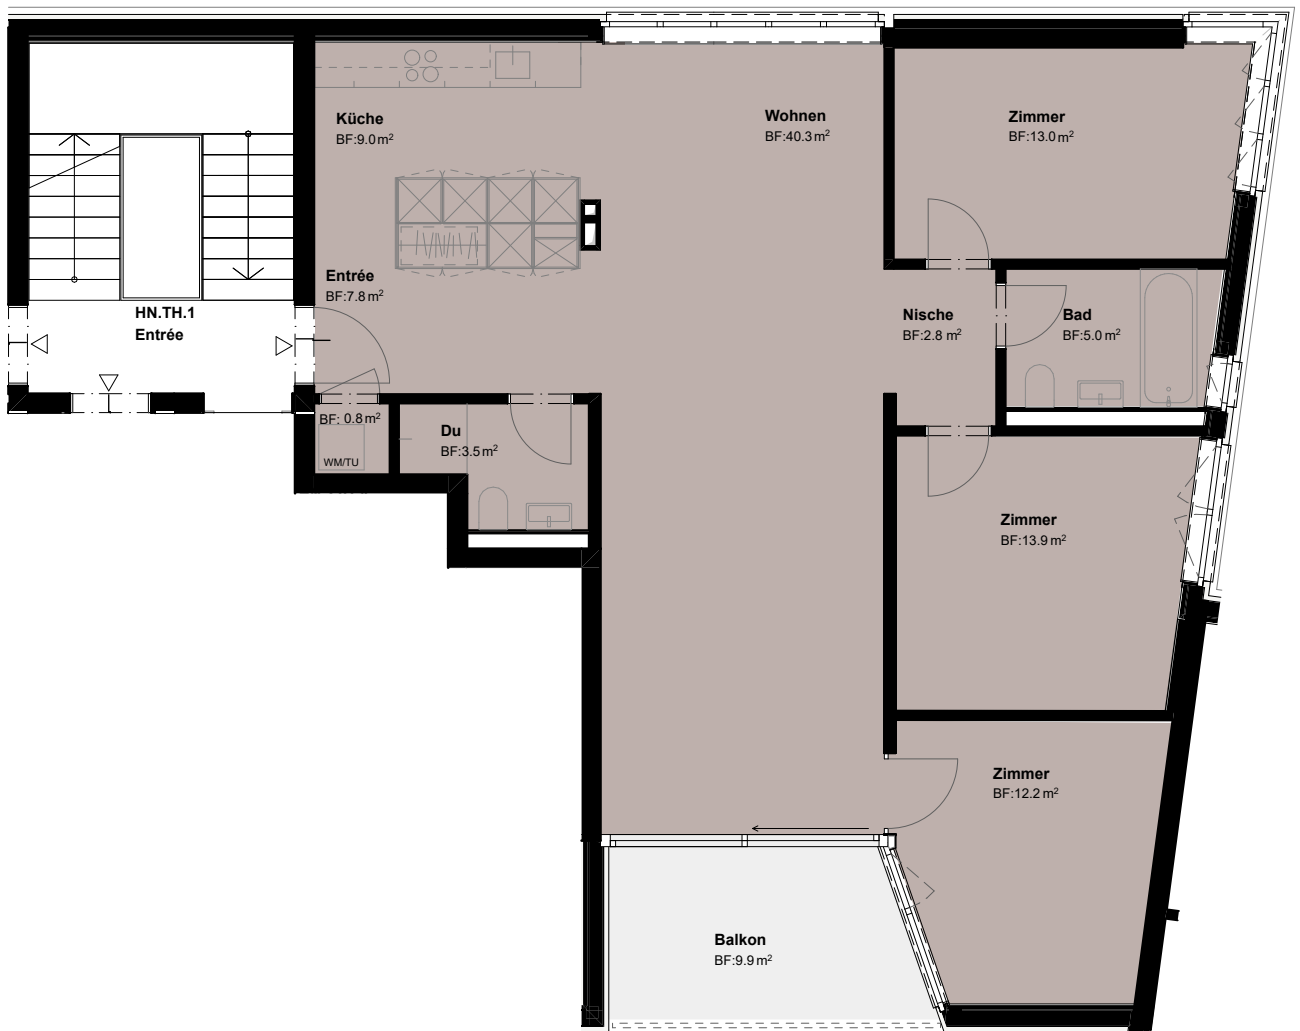 Küche
BF:9.0 m²
Wohnen
BF:40.3 m²
Zimmer
BF:13.0 m²
Entrée
BF:7.8 m²
HN.TH.1
Entrée
Nische
BF:2.8 m²
Bad
BF:5.0 m²
BF: 0.8 m²
WM/TU
Du
BF:3.5 m²
Zimmer
BF:13.9 m²
Zimmer
BF:12.2 m²
Balkon
BF:9.9 m²